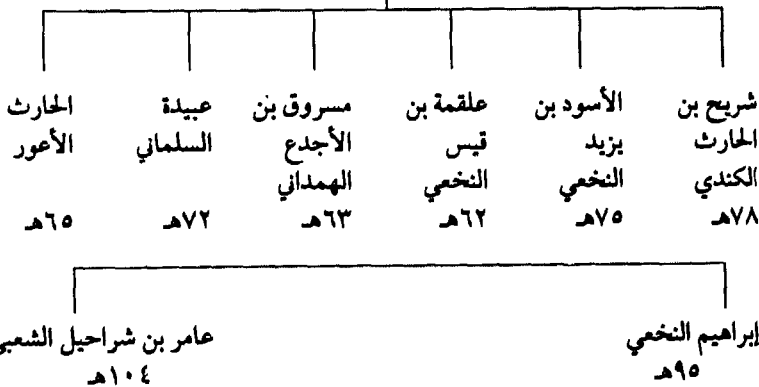 شريح بن الأسود بن علقمة بن مسروق بن عبيدة الحارث
الحارث يزيد قيس الأجدع السلماني الأعور
الكندي النخعي النخعي الهمداني
٧٨هـ ٧٥هـ ٦٢هـ ٦٣هـ ٧٢هـ ٦٥هـ
إبراهيم النخعي عامر بن شراحيل الشعبي
٩٥هـ ١٠٤هـ